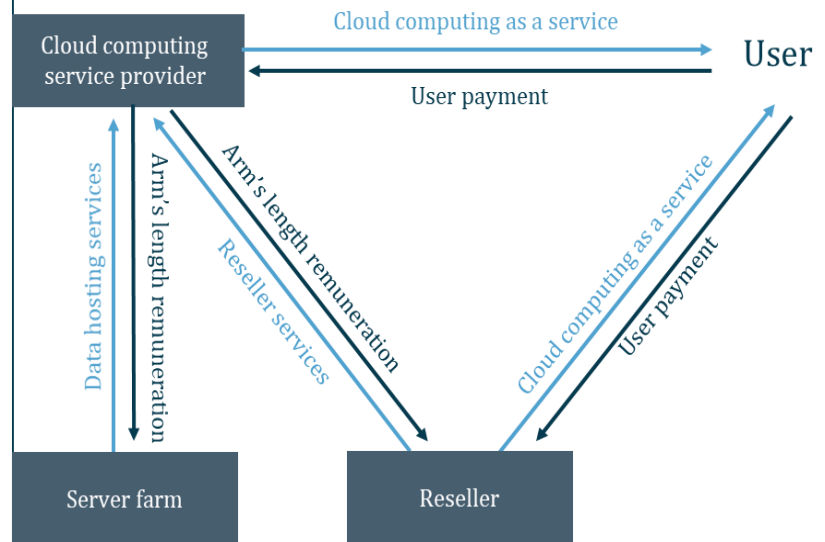 Cloud computing as a service
Cloud computing
service provider
User
User payment
Data hosting services
Arm's length remuneration
Arm's length remuneration
Reseller services
Cloud computing as a service
User payment
Server farm
Reseller